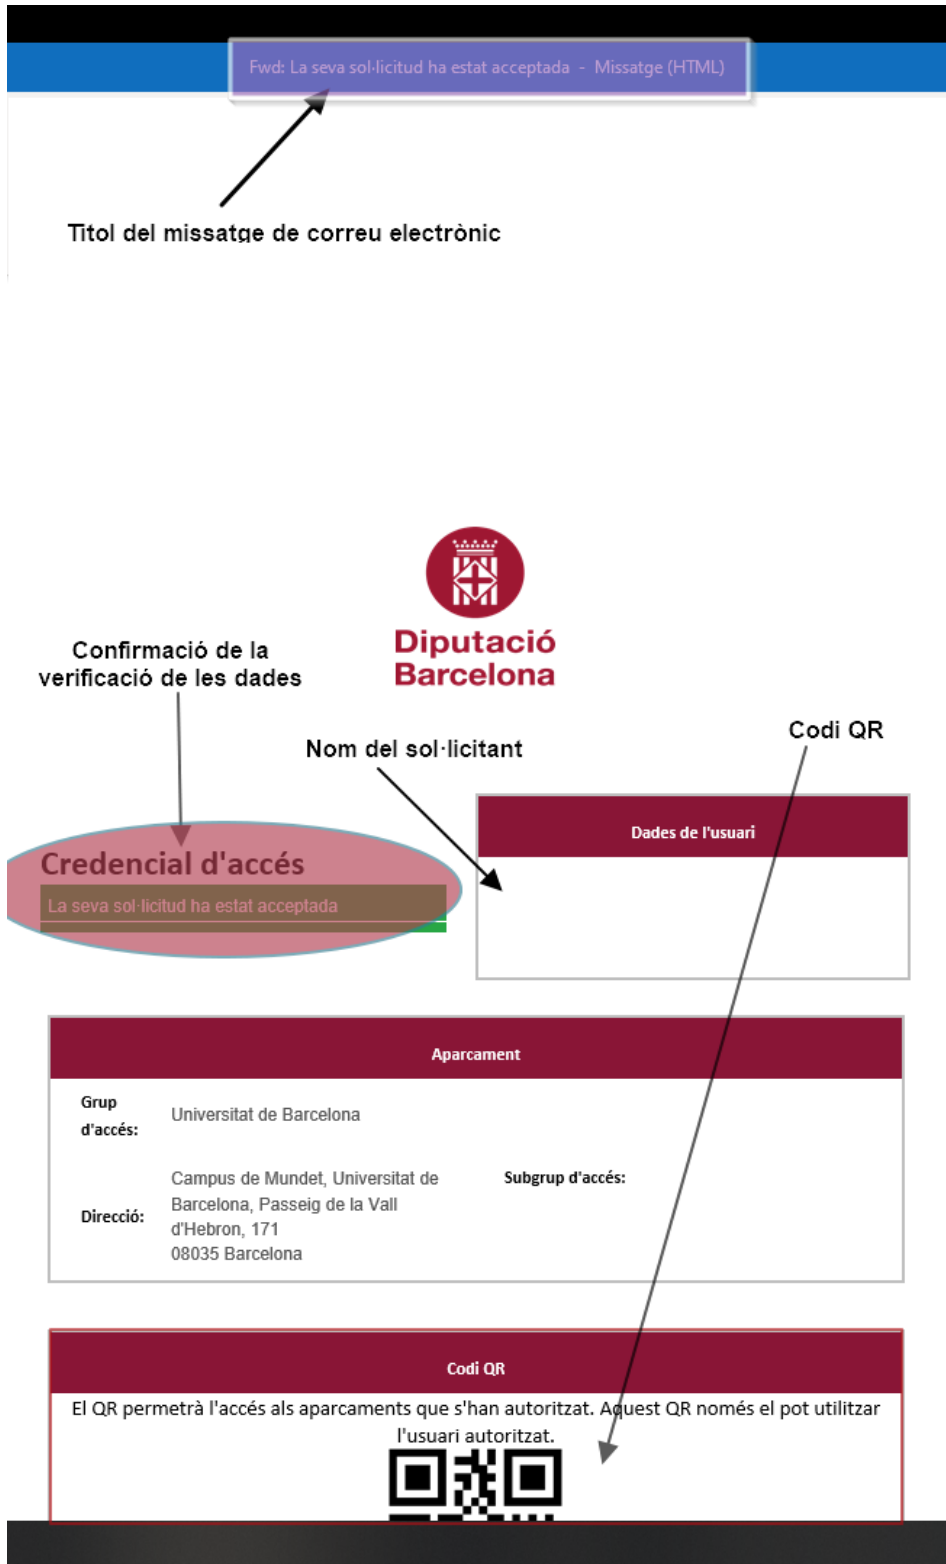 Fwd: La seva sol·licitud ha estat acceptada - Missatge (HTML)
Titol del missatge de correu electrònic
Diputació
Barcelona
Confirmació de la
verificació de les dades
Codi QR
Nom del sol·licitant
Dades de l'usuari
Credencial d'accés
La seva sol·licitud ha estat acceptada
Aparcament
Grup
d'accés:
Universitat de Barcelona
Direcció:
Campus de Mundet, Universitat de
Barcelona, Passeig de la Vall
d'Hebron, 171
08035 Barcelona
Subgrup d'accés:
Codi QR
El QR permetrà l'accés als aparcaments que s'han autoritzat. Aquest QR només el pot utilitzar
l'usuari autoritzat.